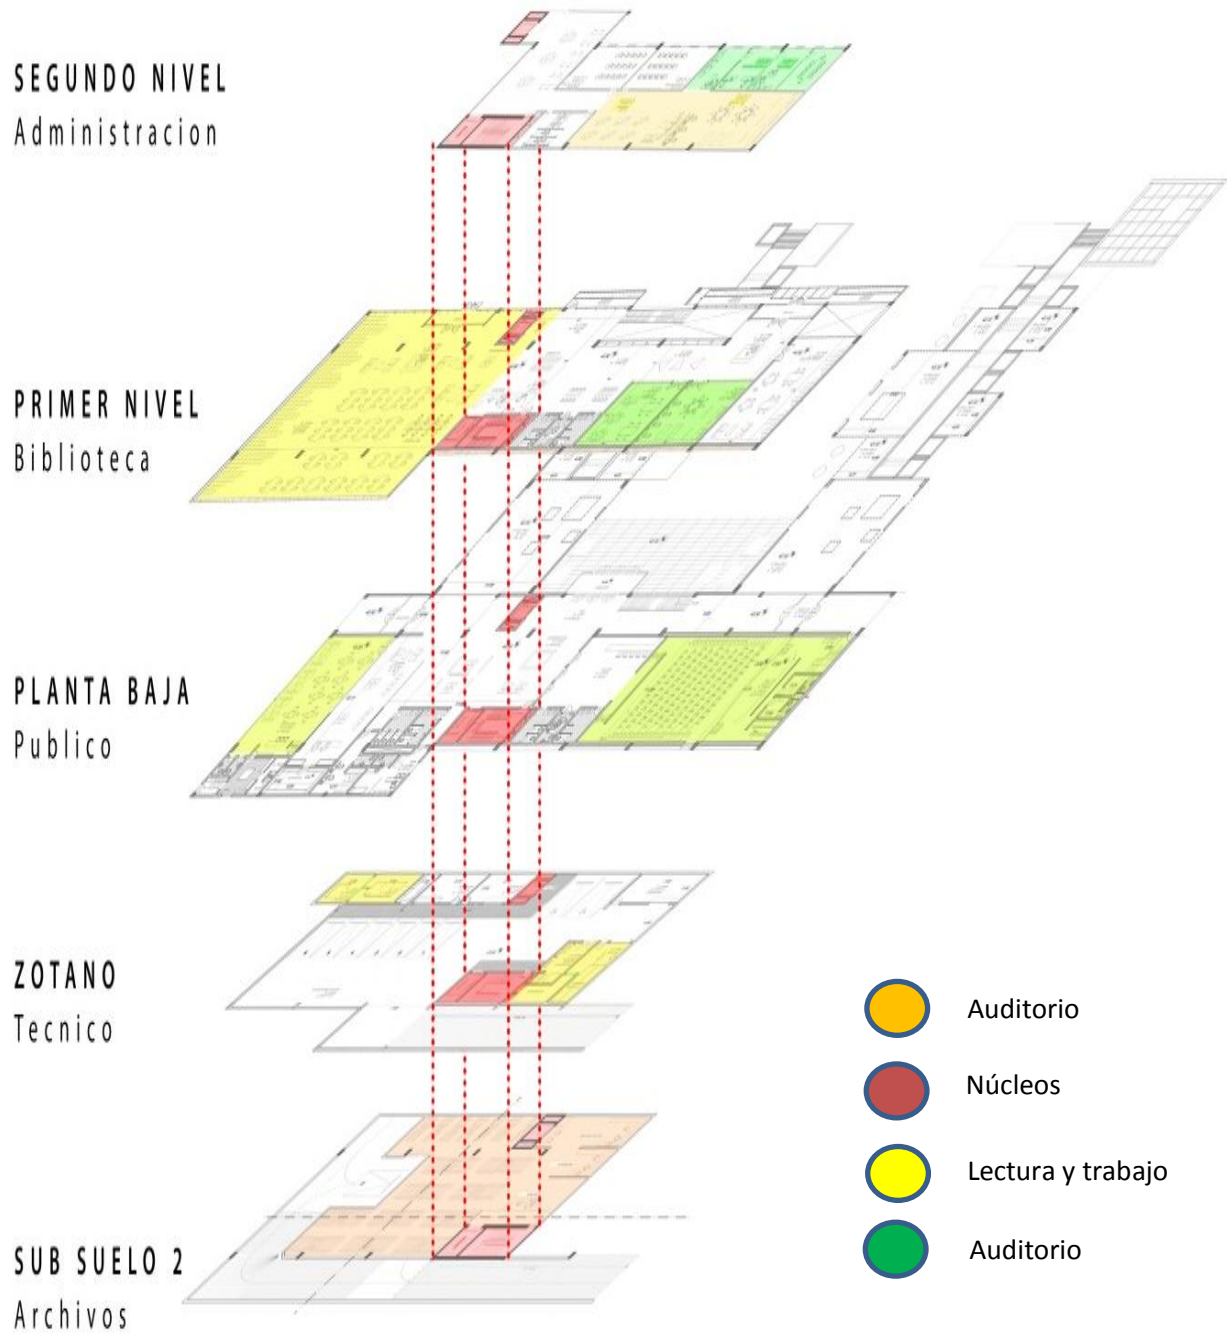 SEGUNDO NIVEL
Administracion
PRIMER NIVEL
Biblioteca
PLANTA BAJA
Publico
ZOTANO
Tecnico
SUB SUELO 2
Archivos
Auditorio
Núcleos
Lectura y trabajo
Auditorio